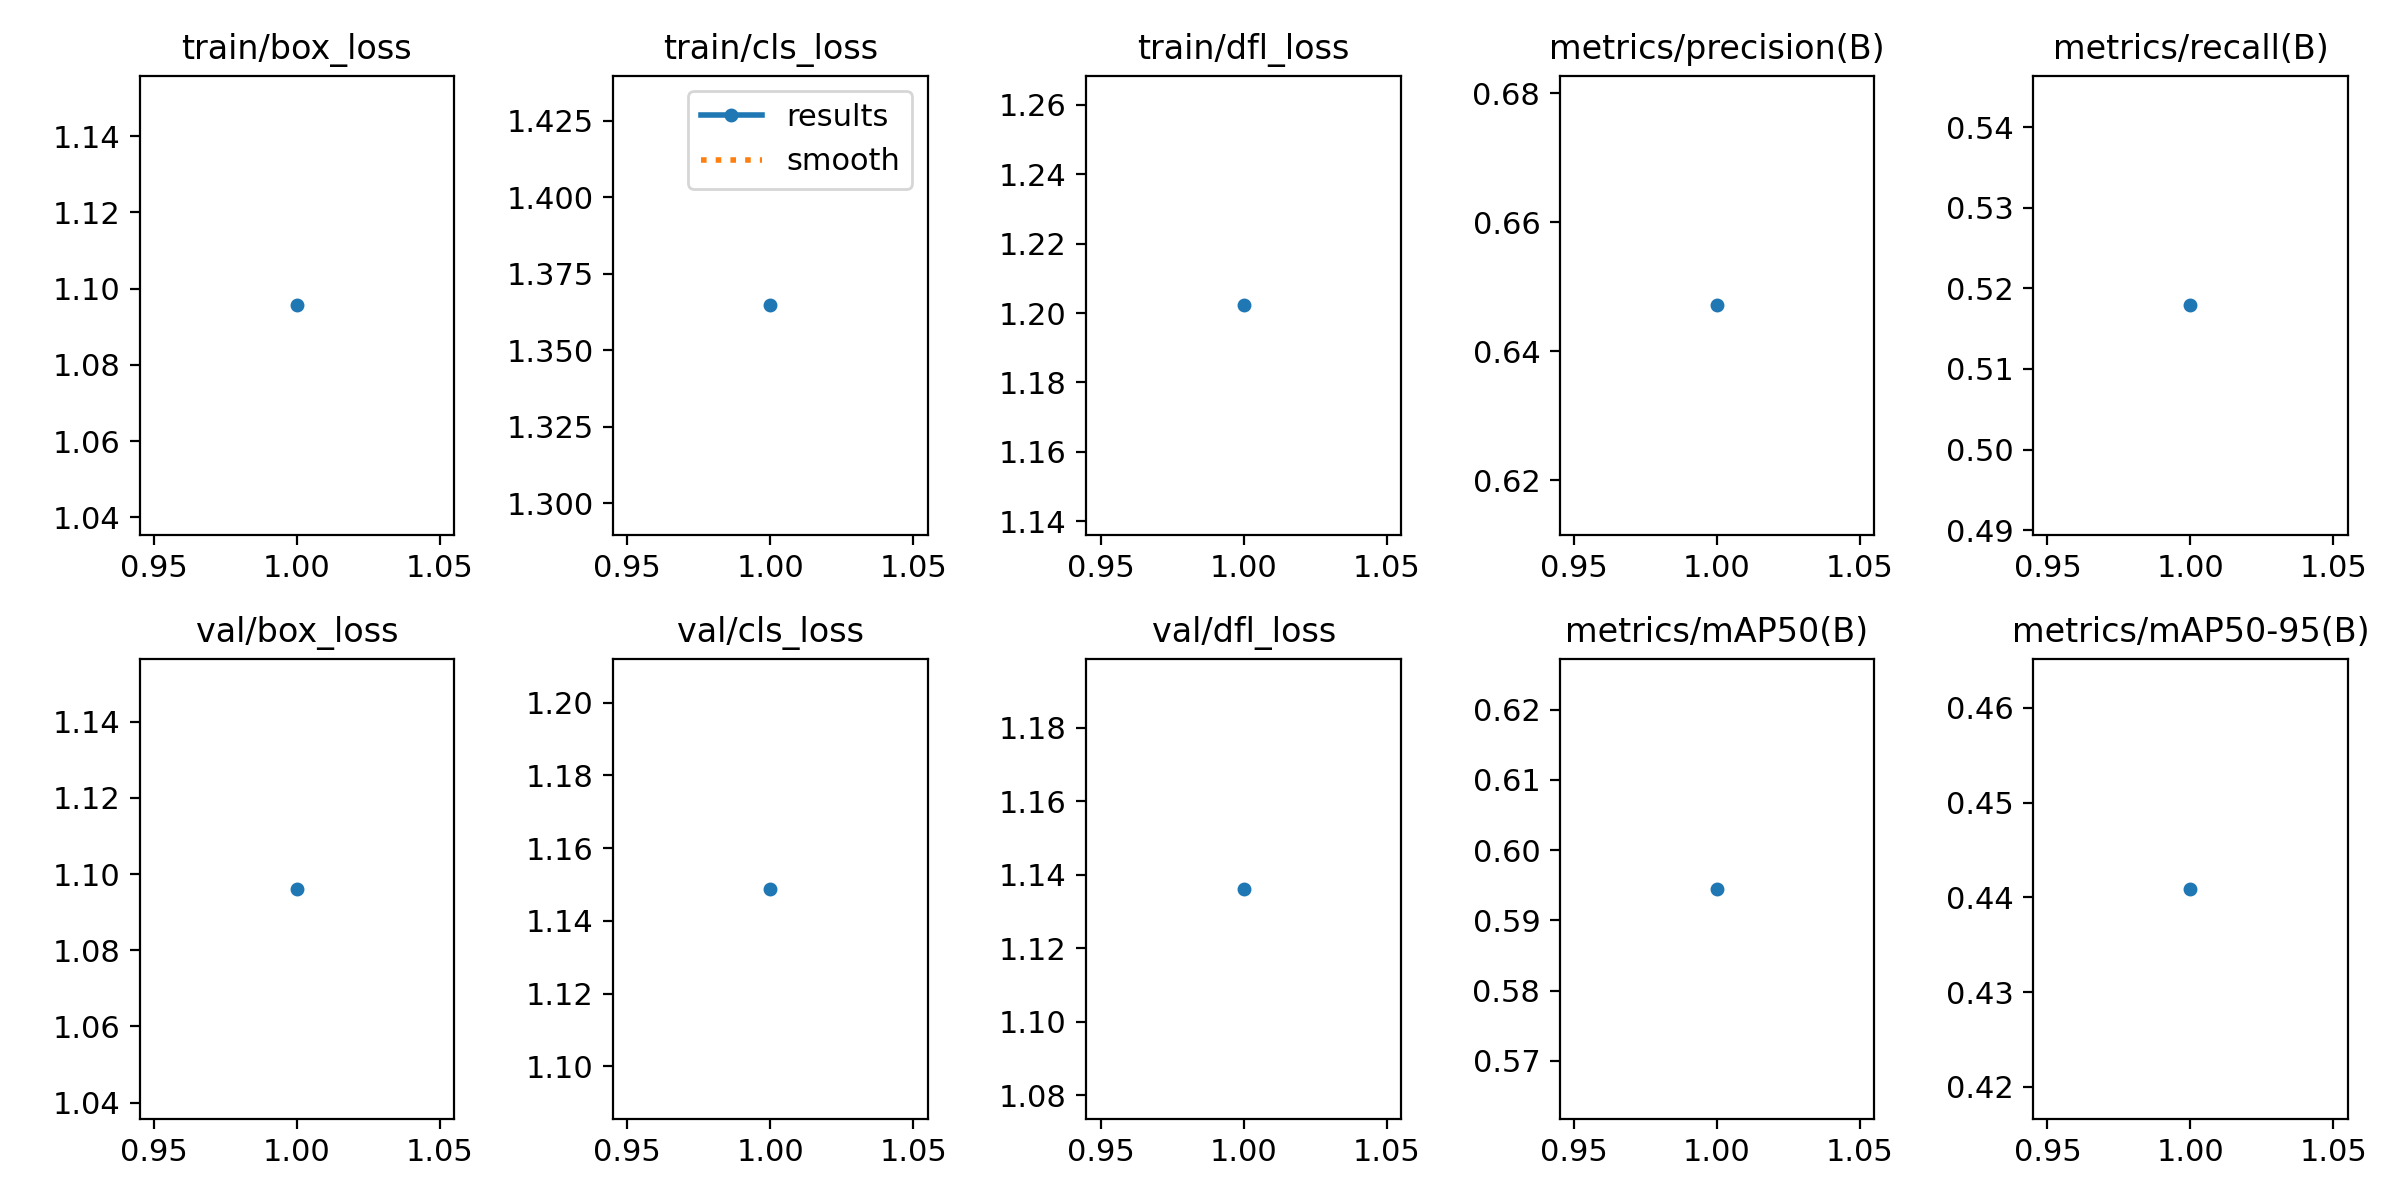 train/box_loss
1.14
1.12
1.10
1.08
1.06
1.04
0.95 1.00 1.05
train/cls_loss
results
smooth
1.425
1.400
1.375
1.350
1.325
1.300
0.95 1.00 1.05
train/dfl_loss
1.26
1.24
1.22
1.20
1.18
1.16
1.14
0.95 1.00 1.05
metrics/precision(B)
0.68
0.66
0.64
0.62
0.95 1.00 1.05
metrics/recall(B)
0.54
0.53
0.52
0.51
0.50
0.49
0.95 1.00 1.05
val/box_loss
1.14
1.12
1.10
1.08
1.06
1.04
0.95 1.00 1.05
val/cls_loss
1.20
1.18
1.16
1.14
1.12
1.10
0.95 1.00 1.05
val/dfl_loss
1.18
1.16
1.14
1.12
1.10
1.08
0.95 1.00 1.05
metrics/mAP50(B)
0.62
0.61
0.60
0.59
0.58
0.57
0.95 1.00 1.05
metrics/mAP50-95(B)
0.46
0.45
0.44
0.43
0.42
0.95 1.00 1.05